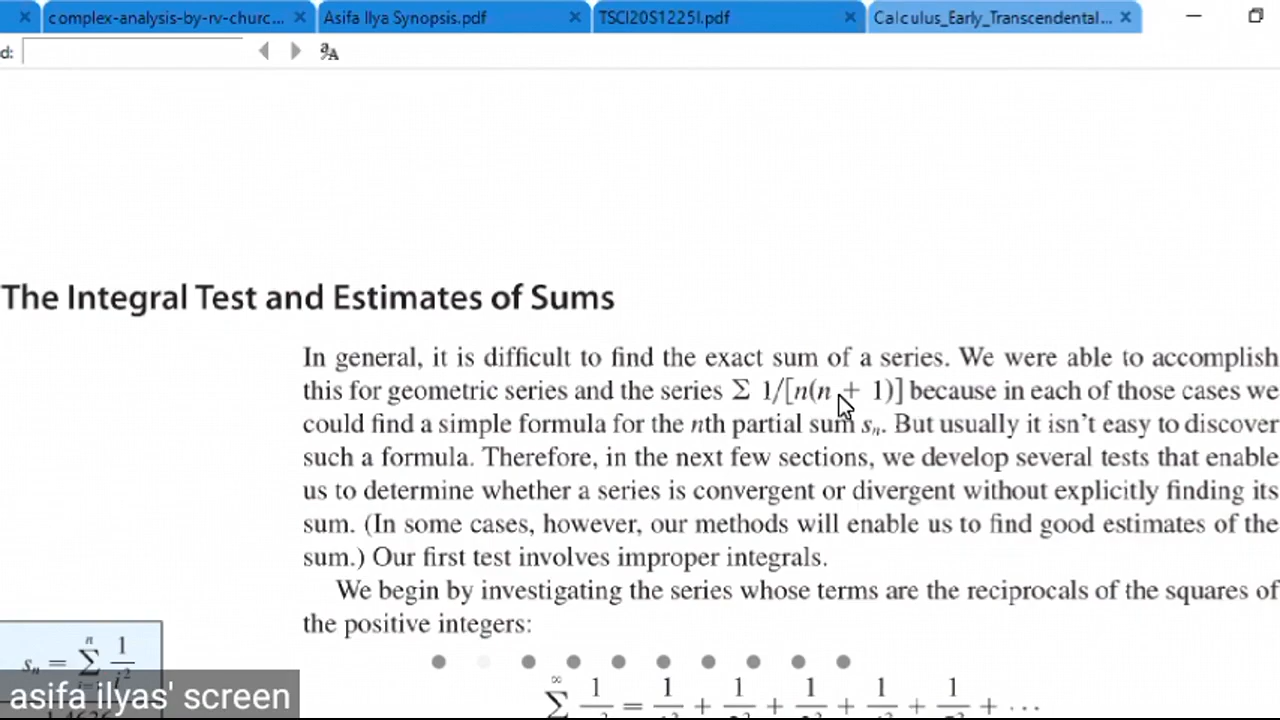 complex-analysis-by-rv-churc...
Asifa Ilya Synopsis.pdf
TSCI20S1225I.pdf
Calculus_Early_Transcendental...
d:
The Integral Test and Estimates of Sums
In general, it is difficult to find the exact sum of a series. We were able to accomplish
this for geometric series and the series Σ 1/[n(n + 1)] because in each of those cases we
could find a simple formula for the nth partial sum sₙ. But usually it isn't easy to discover
such a formula. Therefore, in the next few sections, we develop several tests that enable
us to determine whether a series is convergent or divergent without explicitly finding its
sum. (In some cases, however, our methods will enable us to find good estimates of the
sum.) Our first test involves improper integrals.
We begin by investigating the series whose terms are the reciprocals of the squares of
the positive integers:
sₙ = Σ 1/i²
asifa ilyas' screen